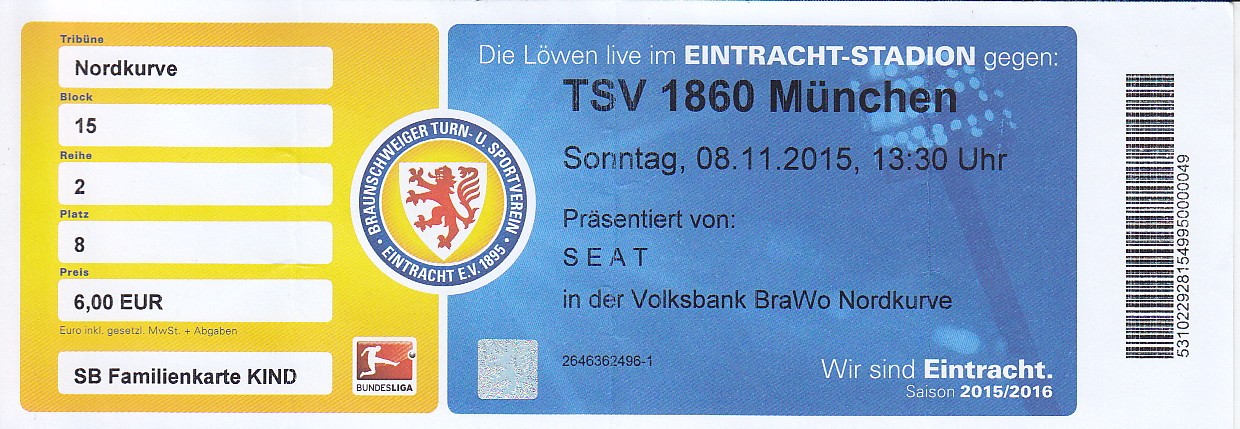 Tribüne
Nordkurve
Block
15
Reihe
2
Platz
8
Preis
6,00 EUR
Euro inkl. gesetzl. MwSt. + Abgaben
SB Familienkarte KIND
BUNDESLIGA
BRAUNSCHWEIGER TURN- U. SPORTVEREIN
EINTRACHT E.V. 1895
Die Löwen live im EINTRACHT-STADION gegen:
TSV 1860 München
Sonntag, 08.11.2015, 13:30 Uhr
Präsentiert von:
S E A T
in der Volksbank BraWo Nordkurve
2646362496-1
Wir sind Eintracht.
Saison 2015/2016
5310229281549950000049